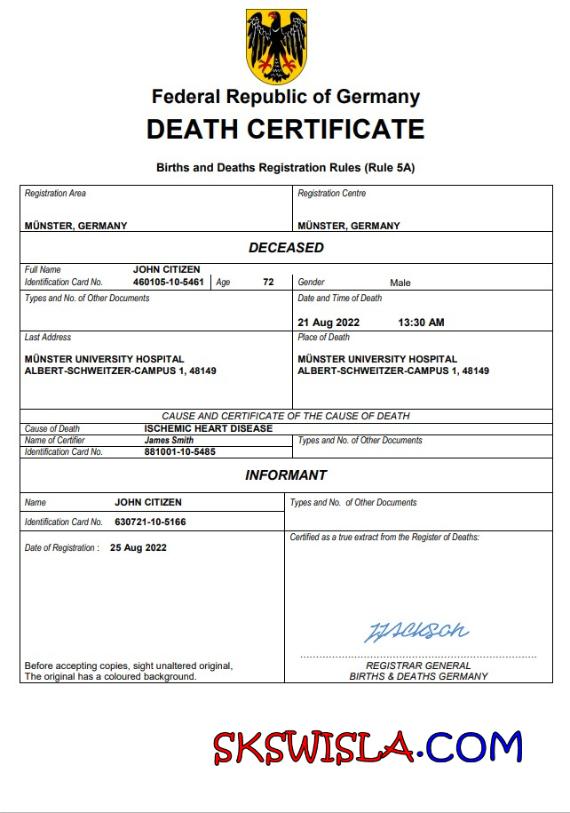 Federal Republic of Germany
DEATH CERTIFICATE
Births and Deaths Registration Rules (Rule 5A)
Registration Area
MÜNSTER, GERMANY
Registration Centre
MÜNSTER, GERMANY
DECEASED
Full Name JOHN CITIZEN
Identification Card No. 460105-10-5461 Age 72 Gender Male
Types and No. of Other Documents
Date and Time of Death
21 Aug 2022 13:30 AM
Last Address
MÜNSTER UNIVERSITY HOSPITAL
ALBERT-SCHWEITZER-CAMPUS 1, 48149
Place of Death
MÜNSTER UNIVERSITY HOSPITAL
ALBERT-SCHWEITZER-CAMPUS 1, 48149
CAUSE AND CERTIFICATE OF THE CAUSE OF DEATH
Cause of Death ISCHEMIC HEART DISEASE
Name of Certifier James Smith
Identification Card No. 881001-10-5485
Types and No. of Other Documents
INFORMANT
Name JOHN CITIZEN
Identification Card No. 630721-10-5166
Types and No. of Other Documents
Date of Registration : 25 Aug 2022
Certified as a true extract from the Register of Deaths:
JJackson
Before accepting copies, sight unaltered original,
The original has a coloured background.
REGISTRAR GENERAL
BIRTHS & DEATHS GERMANY
SKSWISLA.COM